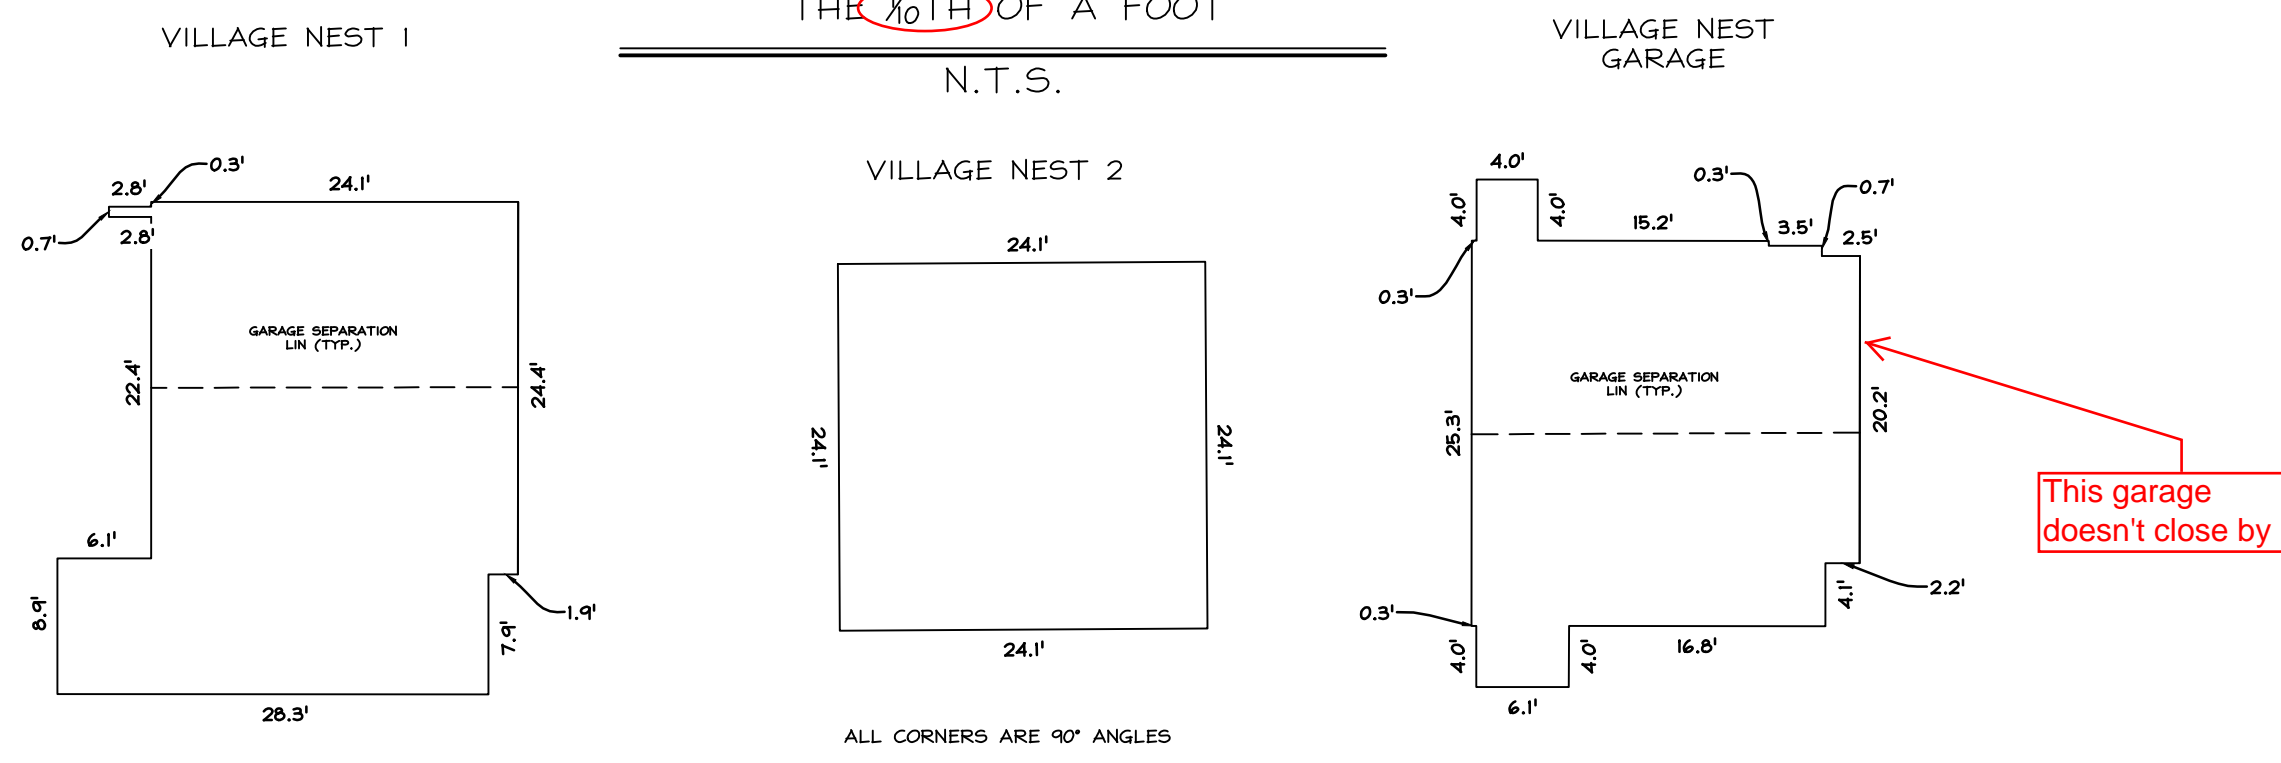 THE 1/10TH OF A FOOT
N.T.S.
VILLAGE NEST 1
0.3'
2.8'
24.1'
0.7'
2.8'
GARAGE SEPARATION
LIN (TYP.)
22.4'
24.4'
6.1'
8.9'
1.9'
7.9'
28.3'
VILLAGE NEST 2
24.1'
24.1'
24.1'
24.1'
ALL CORNERS ARE 90° ANGLES
VILLAGE NEST
GARAGE
4.0'
4.0'
4.0'
0.3'
0.7'
15.2'
3.5'
2.5'
0.3'
GARAGE SEPARATION
LIN (TYP.)
25.3'
20.2'
0.3'
4.0'
4.0'
16.8'
4.1'
2.2'
6.1'
This garage
doesn't close by